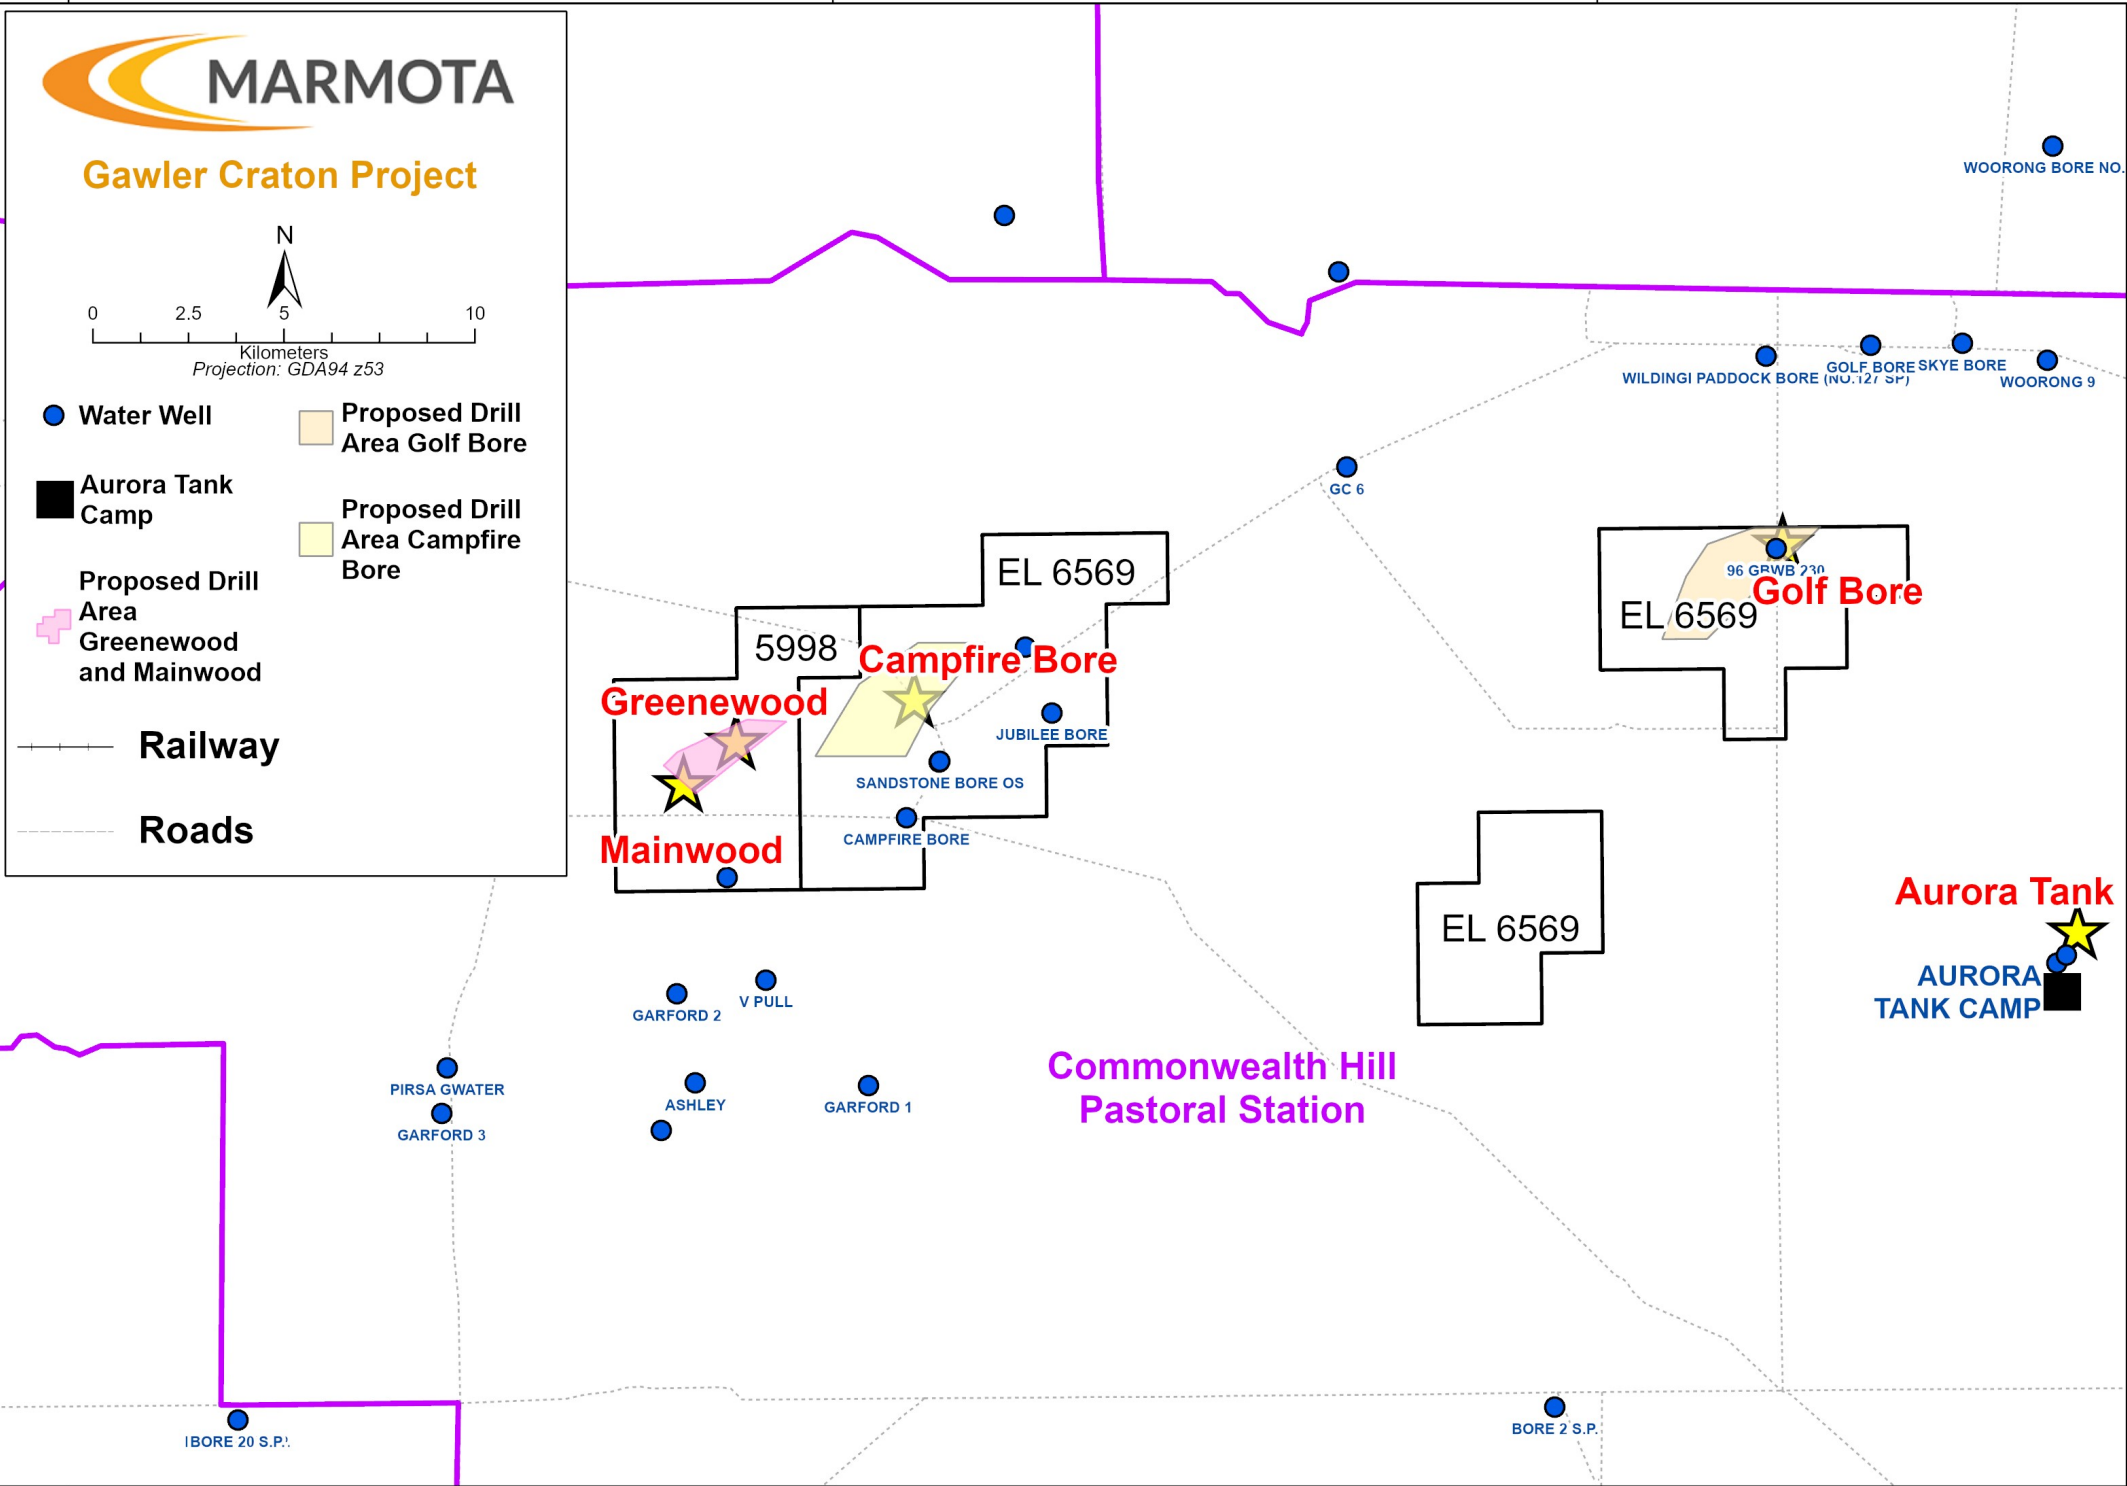 MARMOTA
Gawler Craton Project
N
0 2.5 5 10
Kilometers
Projection: GDA94 z53
Water Well
Aurora Tank
Camp
Proposed Drill
Area
Greenewood
and Mainwood
Railway
Roads
Proposed Drill
Area Golf Bore
Proposed Drill
Area Campfire
Bore
WOORONG BORE NO.
WILDINGI PADDOCK BORE (NO.127 SP)
GOLF BORE
SKYE BORE
WOORONG 9
GC 6
EL 6569
5998
Campfire Bore
Greenewood
JUBILEE BORE
SANDSTONE BORE OS
CAMPFIRE BORE
Mainwood
96 GBWB 230
Golf Bore
EL 6569
EL 6569
Aurora Tank
AURORA
TANK CAMP
GARFORD 2
V PULL
PIRSA GWATER
GARFORD 3
ASHLEY
GARFORD 1
Commonwealth Hill
Pastoral Station
BORE 20 S.P.
BORE 2 S.P.